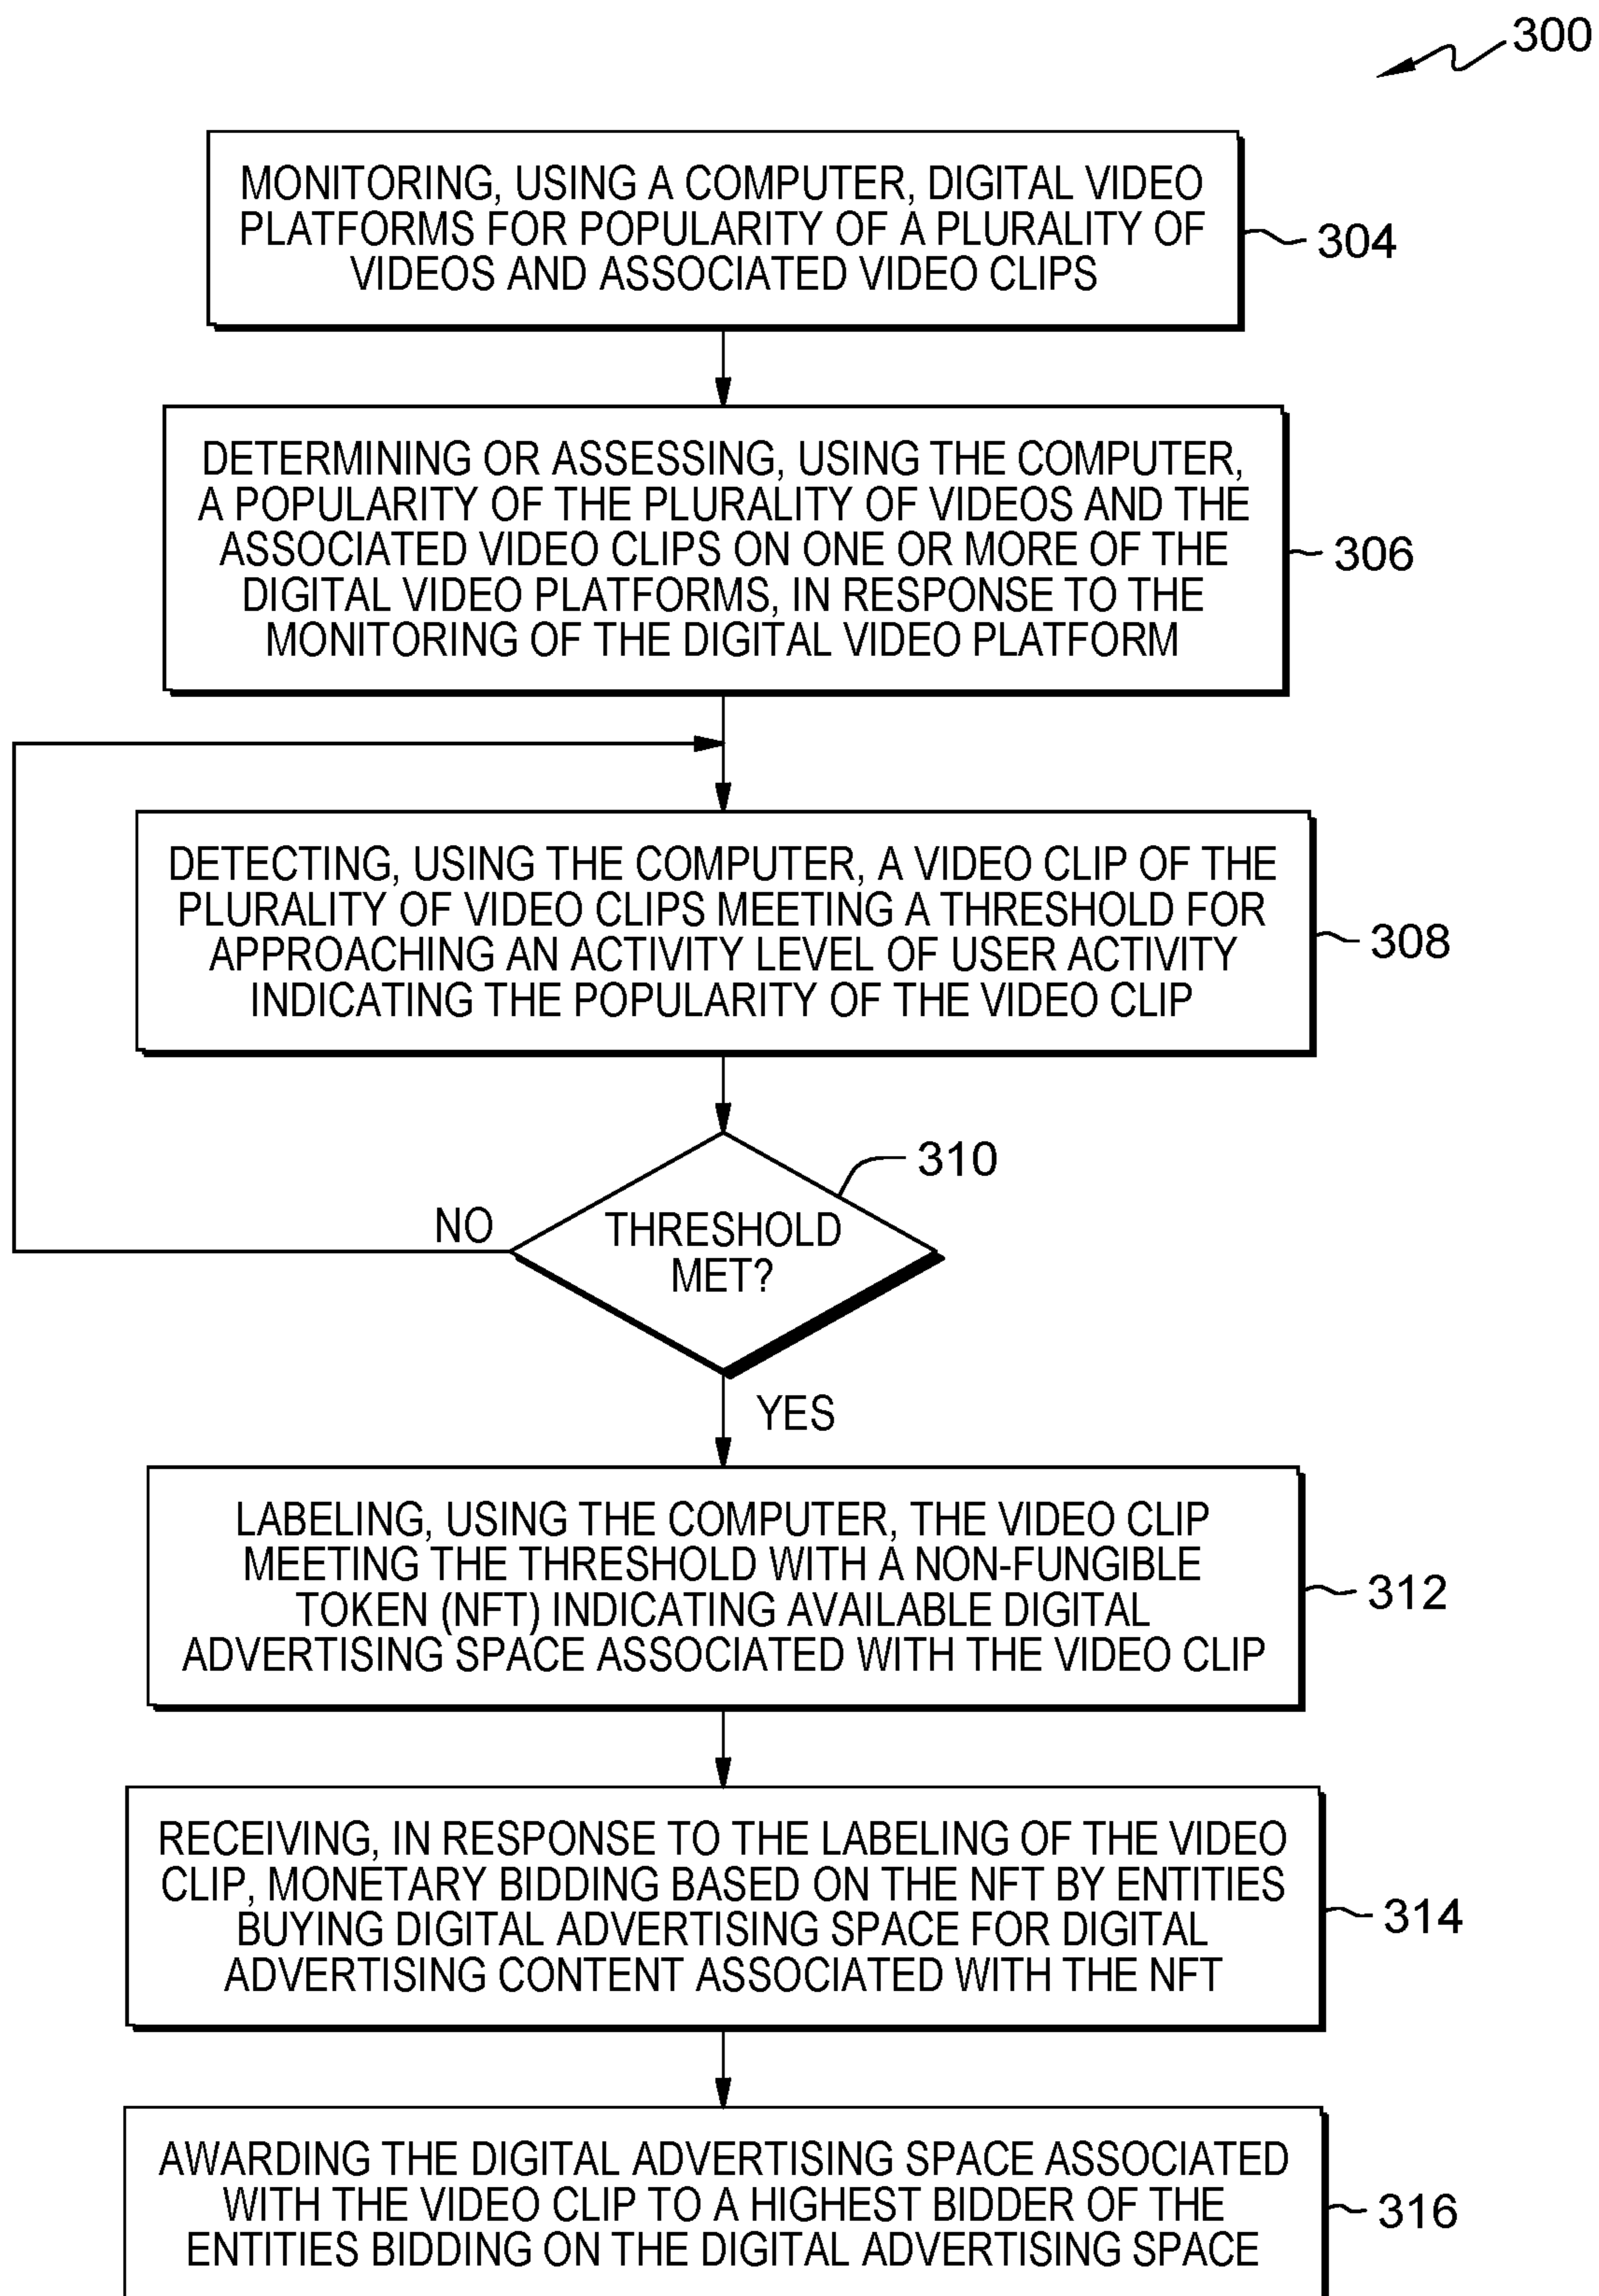 300
MONITORING, USING A COMPUTER, DIGITAL VIDEO
PLATFORMS FOR POPULARITY OF A PLURALITY OF
VIDEOS AND ASSOCIATED VIDEO CLIPS
304
DETERMINING OR ASSESSING, USING THE COMPUTER,
A POPULARITY OF THE PLURALITY OF VIDEOS AND THE
ASSOCIATED VIDEO CLIPS ON ONE OR MORE OF THE
DIGITAL VIDEO PLATFORMS, IN RESPONSE TO THE
MONITORING OF THE DIGITAL VIDEO PLATFORM
306
DETECTING, USING THE COMPUTER, A VIDEO CLIP OF THE
PLURALITY OF VIDEO CLIPS MEETING A THRESHOLD FOR
APPROACHING AN ACTIVITY LEVEL OF USER ACTIVITY
INDICATING THE POPULARITY OF THE VIDEO CLIP
308
310
NO
THRESHOLD
MET?
YES
LABELING, USING THE COMPUTER, THE VIDEO CLIP
MEETING THE THRESHOLD WITH A NON-FUNGIBLE
TOKEN (NFT) INDICATING AVAILABLE DIGITAL
ADVERTISING SPACE ASSOCIATED WITH THE VIDEO CLIP
312
RECEIVING, IN RESPONSE TO THE LABELING OF THE VIDEO
CLIP, MONETARY BIDDING BASED ON THE NFT BY ENTITIES
BUYING DIGITAL ADVERTISING SPACE FOR DIGITAL
ADVERTISING CONTENT ASSOCIATED WITH THE NFT
314
AWARDING THE DIGITAL ADVERTISING SPACE ASSOCIATED
WITH THE VIDEO CLIP TO A HIGHEST BIDDER OF THE
ENTITIES BIDDING ON THE DIGITAL ADVERTISING SPACE
316